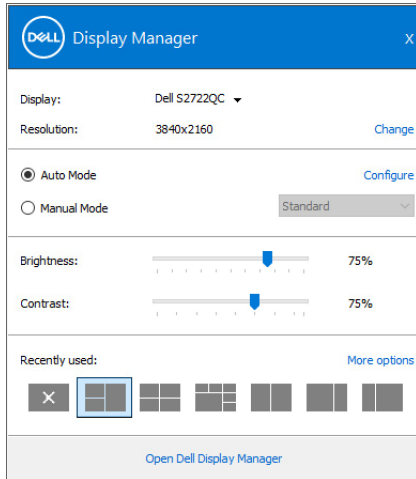 DELL Display Manager X
Display: Dell S2722QC
Resolution: 3840x2160 Change
Auto Mode Configure
Manual Mode Standard
Brightness: 75%
Contrast: 75%
Recently used: More options
Open Dell Display Manager